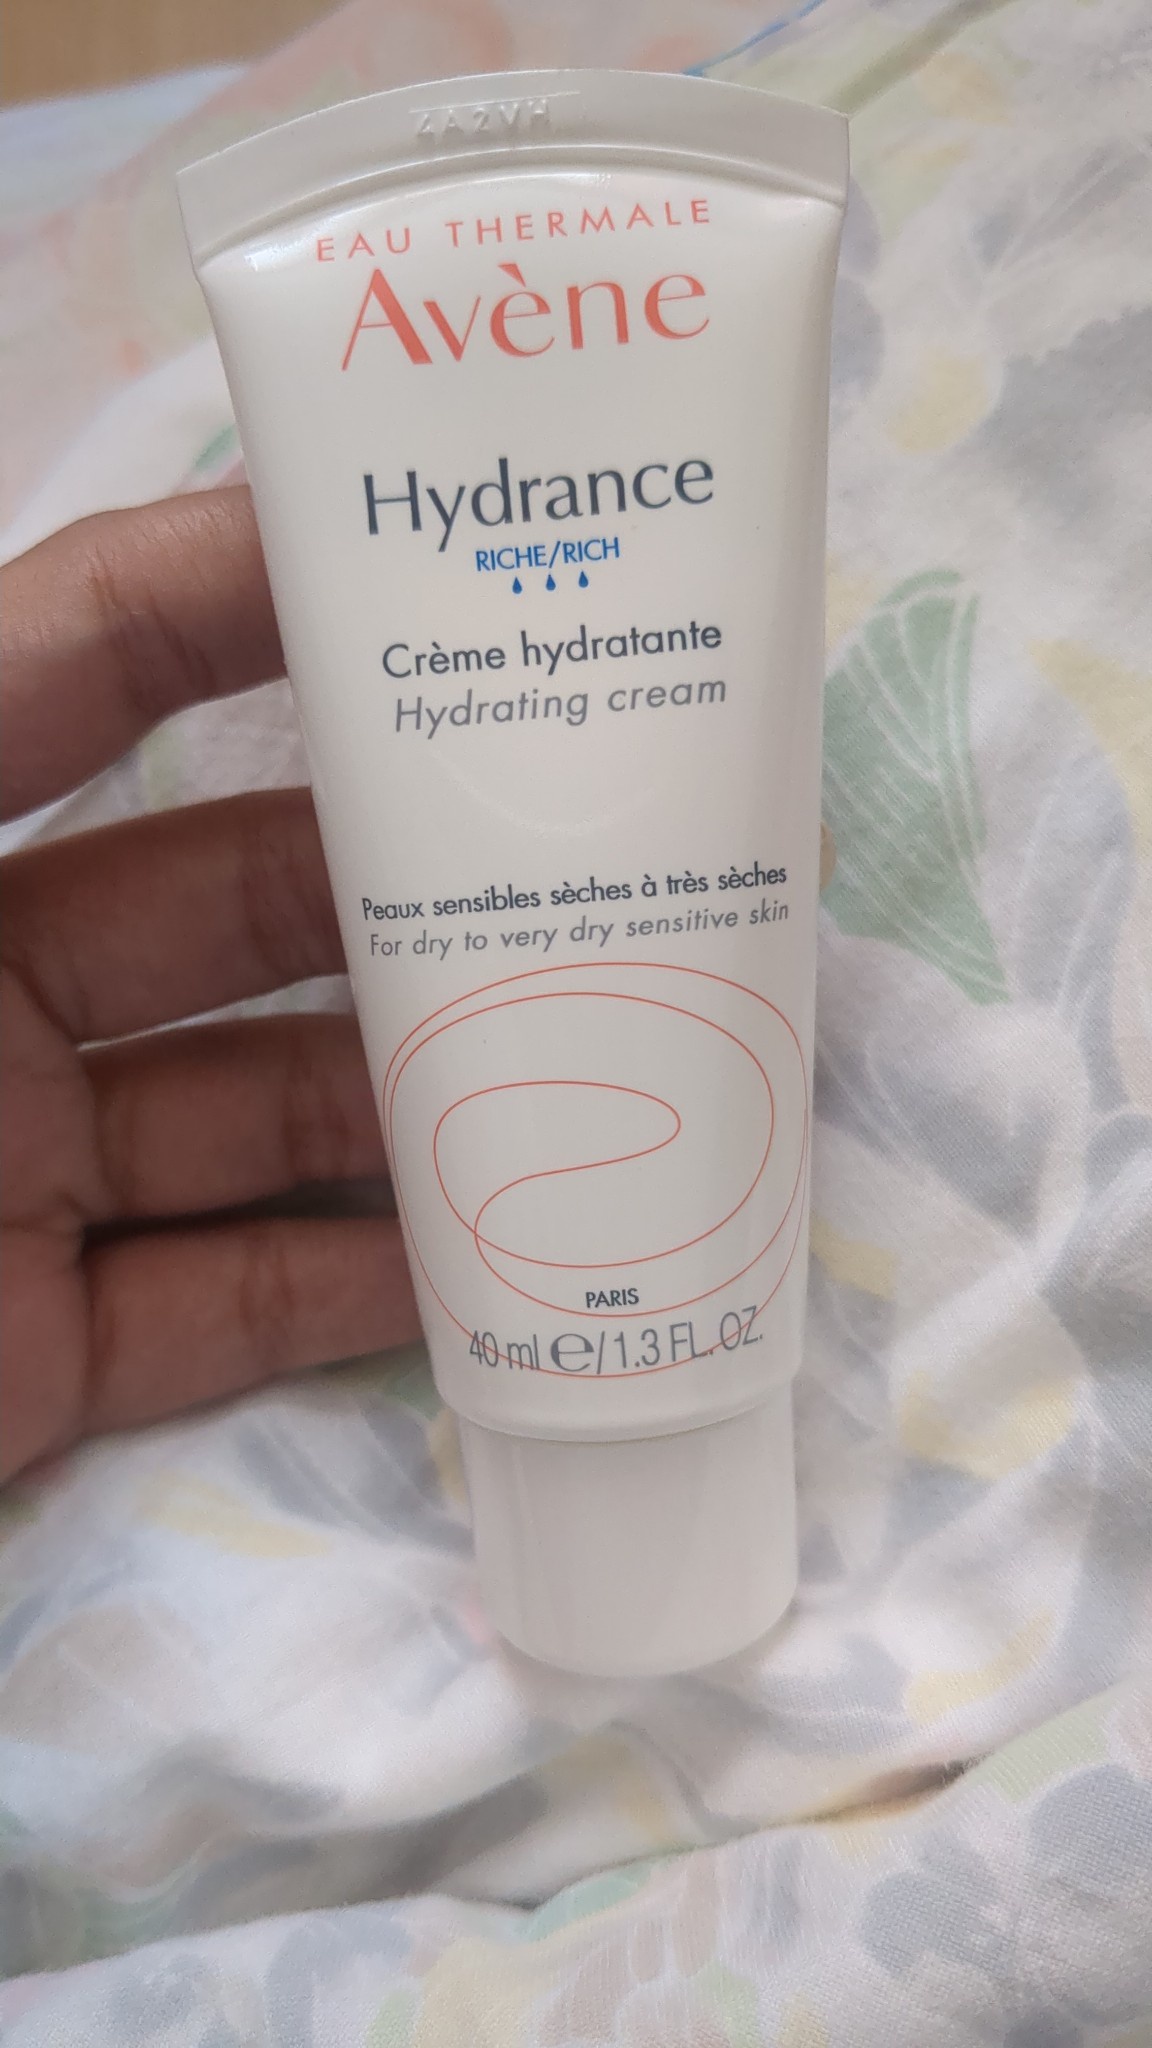 4A2VH
EAU THERMALE
Avène
Hydrance
RICHE/RICH
Crème hydratante
Hydrating cream
Peaux sensibles sèches à très sèches
For dry to very dry sensitive skin
PARIS
40 ml e/1.3 FL. OZ.